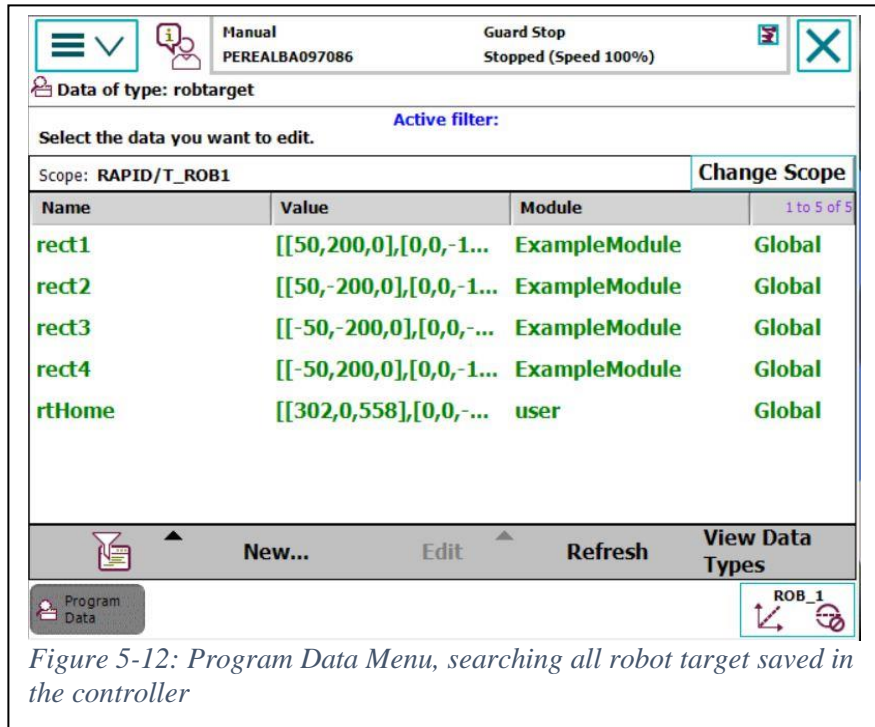 Manual
Guard Stop
PEREALBA097086
Stopped (Speed 100%)
Data of type: robtarget
Active filter:
Select the data you want to edit.
Scope: RAPID/T_ROB1
Change Scope
Name Value Module 1 to 5 of 5
rect1 [[50,200,0],[0,0,-1... ExampleModule Global
rect2 [[50,-200,0],[0,0,-1... ExampleModule Global
rect3 [[-50,-200,0],[0,0,-... ExampleModule Global
rect4 [[-50,200,0],[0,0,-1... ExampleModule Global
rtHome [[302,0,558],[0,0,-... user Global
New... Edit Refresh View Data
Types
Program
Data
ROB_1
Figure 5-12: Program Data Menu, searching all robot target saved in
the controller